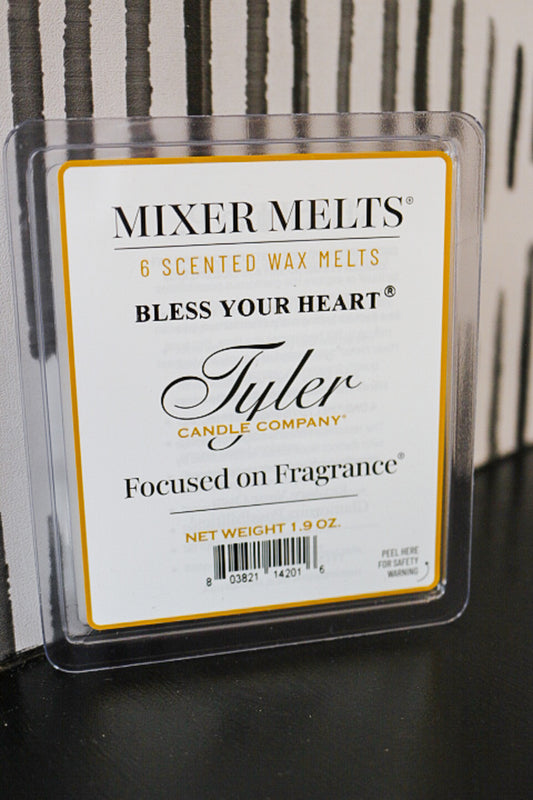 MIXER MELTS®
6 SCENTED WAX MELTS
BLESS YOUR HEART®
Tyler
CANDLE COMPANY®
Focused on Fragrance®
NET WEIGHT 1.9 OZ.
8 03821 14201 6
PEEL HERE
FOR SAFETY
WARNING